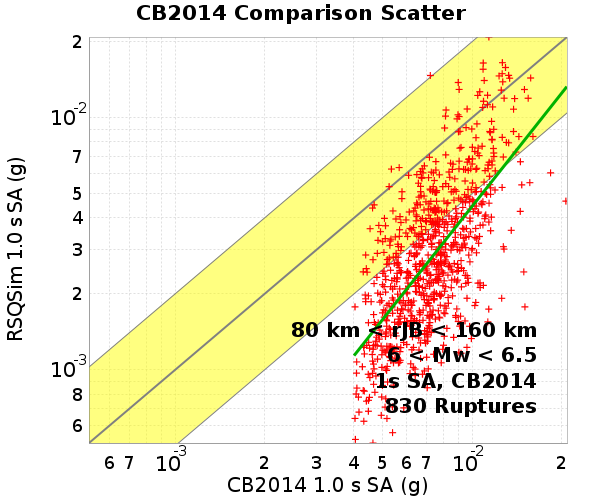 CB2014 Comparison Scatter
RSQSim 1.0 s SA (g)
2
10-2
7
5
4
3
2
10-3
8
6
80 km < rJB < 160 km
6 < Mw < 6.5
1s SA, CB2014
830 Ruptures
6 7 10-3 2 3 4 5 6 7 10-2 2
CB2014 1.0 s SA (g)